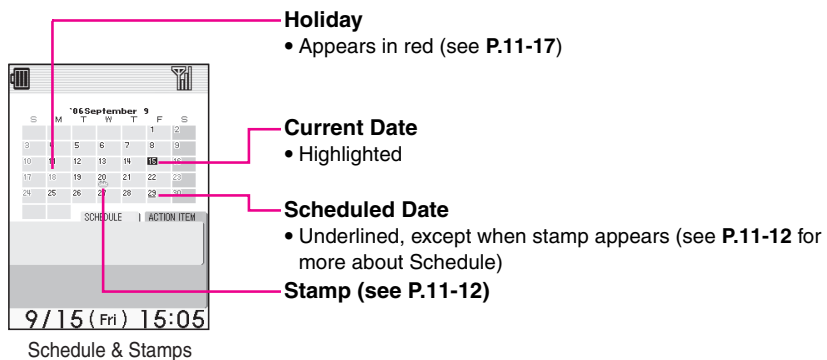 Holiday
• Appears in red (see P.11-17)
'06 September 9
S M T W T F S
1 2
3 4 5 6 7 8 9
10 11 12 13 14 15 16
17 18 19 20 21 22 23
24 25 26 27 28 29 30
SCHEDULE | ACTION ITEM
9/15 (Fri) 15:05
Schedule & Stamps
Current Date
• Highlighted
Scheduled Date
• Underlined, except when stamp appears (see P.11-12 for
more about Schedule)
Stamp (see P.11-12)